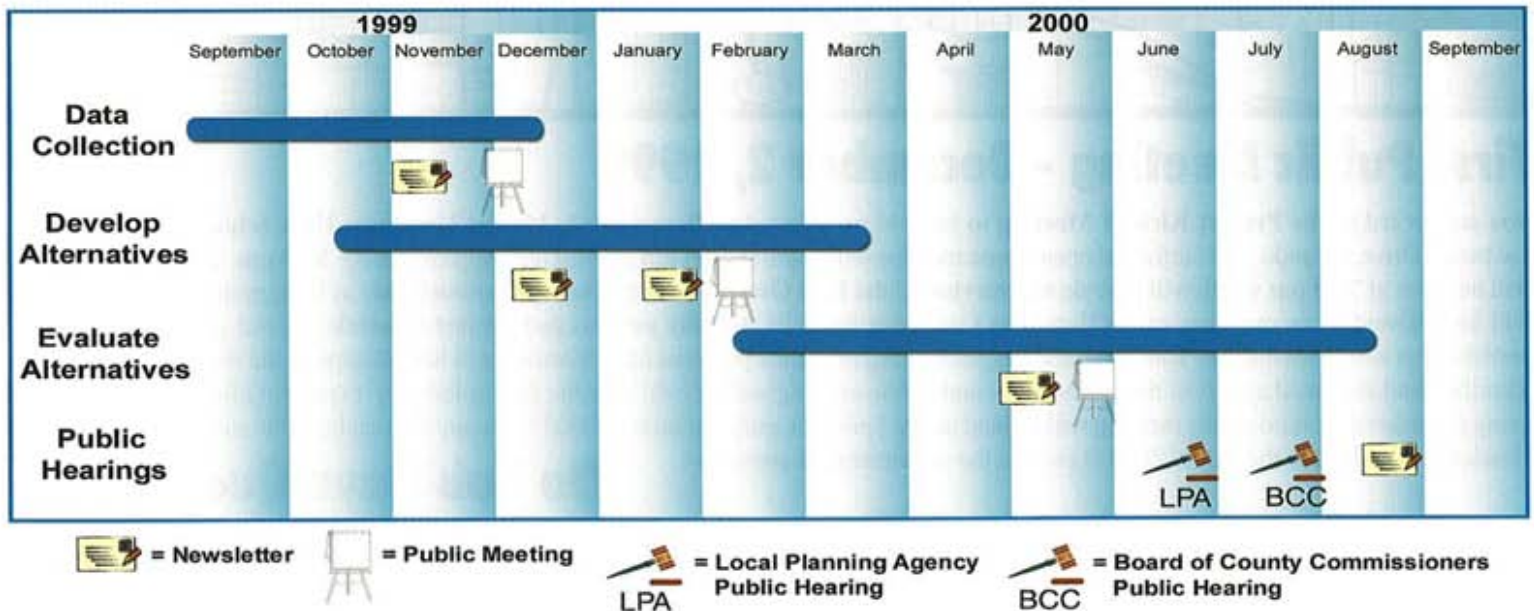 1999
2000
September October November December January February March April May June July August September
Data
Collection
Develop
Alternatives
Evaluate
Alternatives
Public
Hearings
LPA BCC
= Newsletter
= Public Meeting
= Local Planning Agency
Public Hearing
LPA
= Board of County Commissioners
Public Hearing
BCC